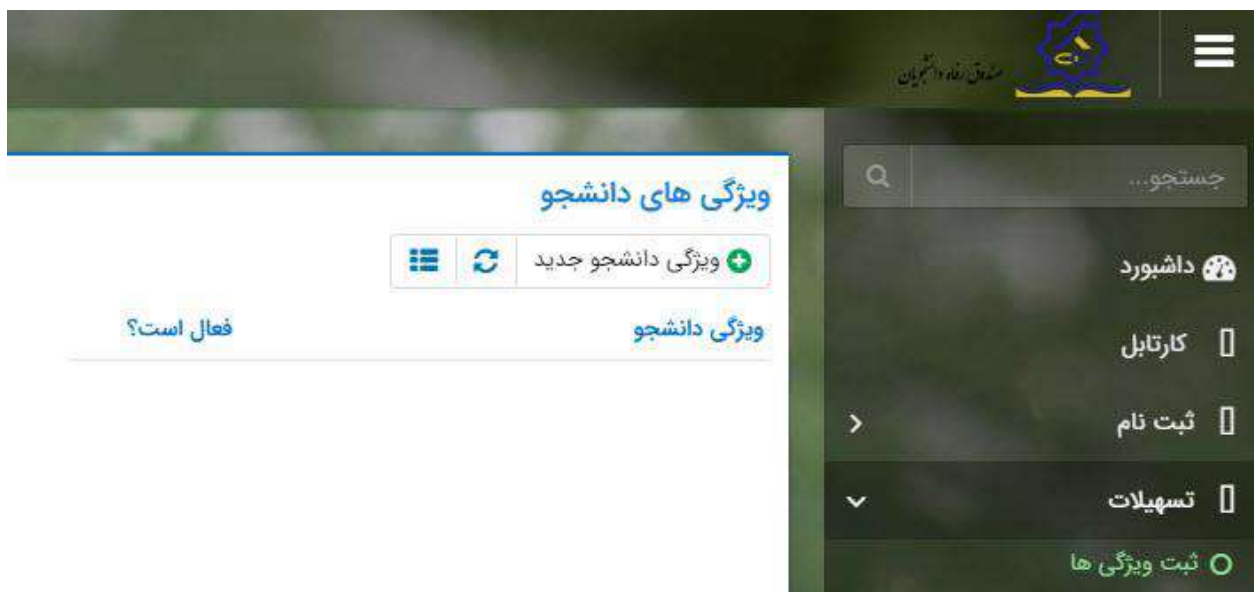 صندوق رفاه دانشجویان
جستجو...
داشبورد
کارتابل
ثبت نام
تسهیلات
ثبت ویژگی ها
ویژگی های دانشجو
ویژگی دانشجو جدید
ویژگی دانشجو
فعال است؟